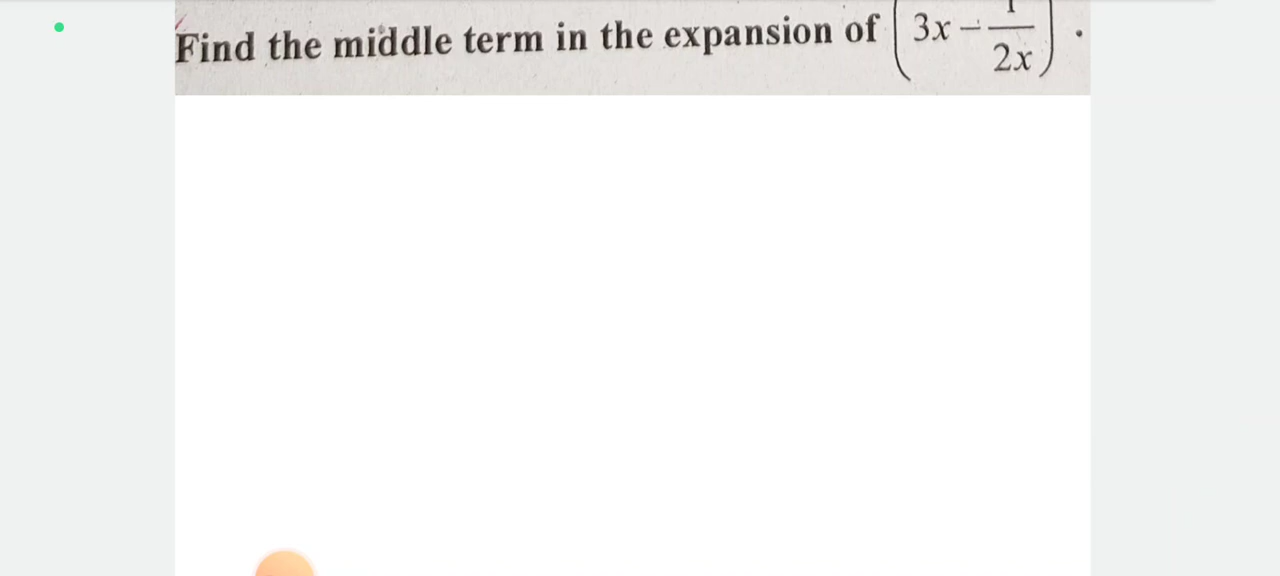 Find the middle term in the expansion of (3x - 1/2x).